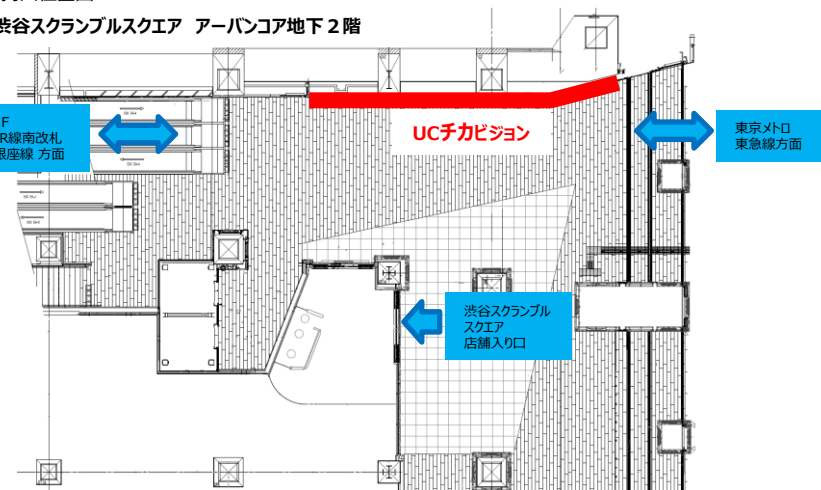 渋谷スクランブルスクエア アーバンコア地下２階
F
R線南改札
銀座線 方面
UCチカビジョン
東京メトロ
東急線方面
渋谷スクランブル
スクエア
店舗入り口